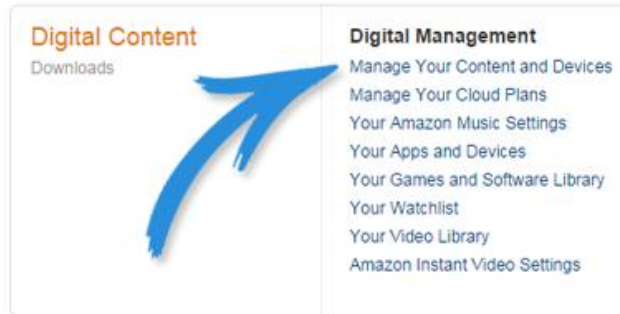 Digital Content
Downloads
Digital Management
Manage Your Content and Devices
Manage Your Cloud Plans
Your Amazon Music Settings
Your Apps and Devices
Your Games and Software Library
Your Watchlist
Your Video Library
Amazon Instant Video Settings